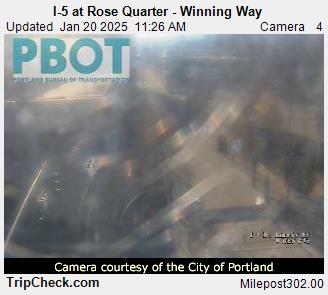 I-5 at Rose Quarter - Winning Way
Updated Jan 20 2025 11:26 AM Camera 4
PBOT
PORTLAND BUREAU OF TRANSPORTATION
Camera courtesy of the City of Portland
TripCheck.com Milepost302.00